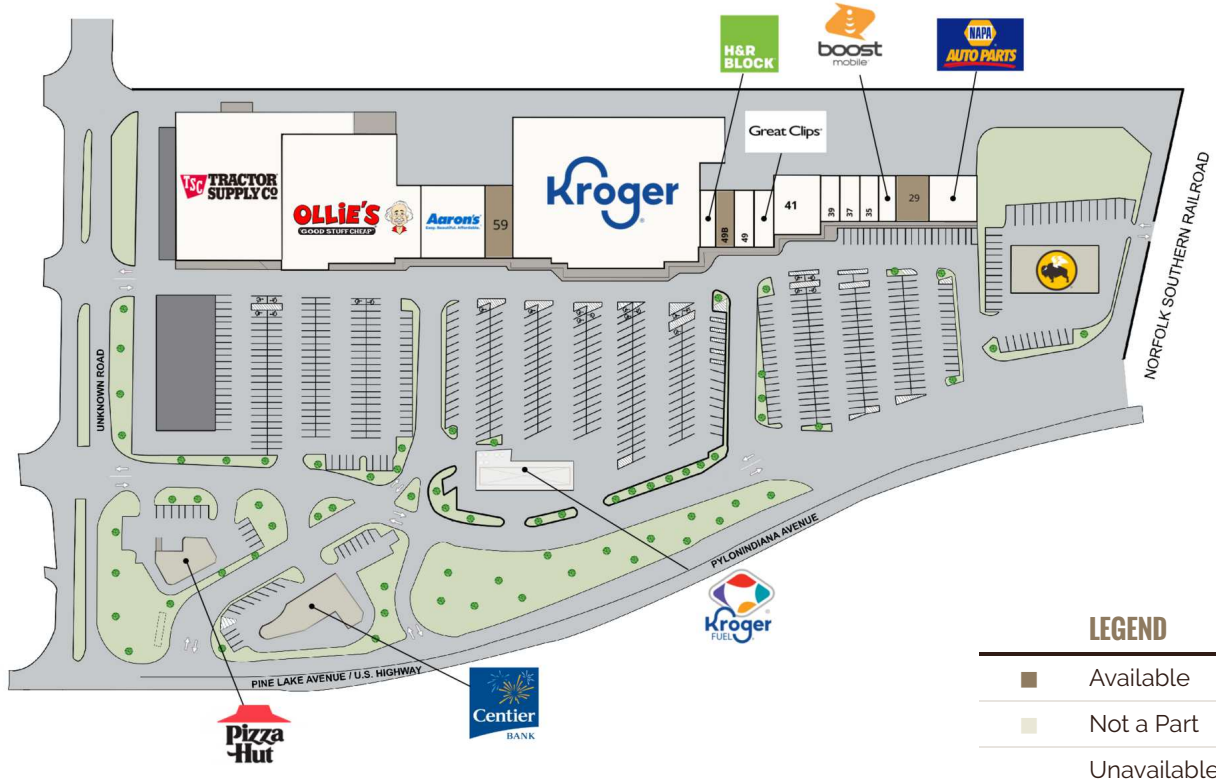 H&R
BLOCK
boost
mobile
NAPA
AUTO PARTS
Great Clips
TSC TRACTOR
SUPPLY CO
OLLIE'S
GOOD STUFF CHEAP
Aaron's
59
Kroger
49B
49
41
39
37
35
29
NORFOLK SOUTHERN RAILROAD
UNKNOWN ROAD
PYLONINDIANA AVENUE
Kroger
FUEL
PINE LAKE AVENUE / U.S. HIGHWAY
Pizza
Hut
Centier
BANK
LEGEND
Available
Not a Part
Unavailable